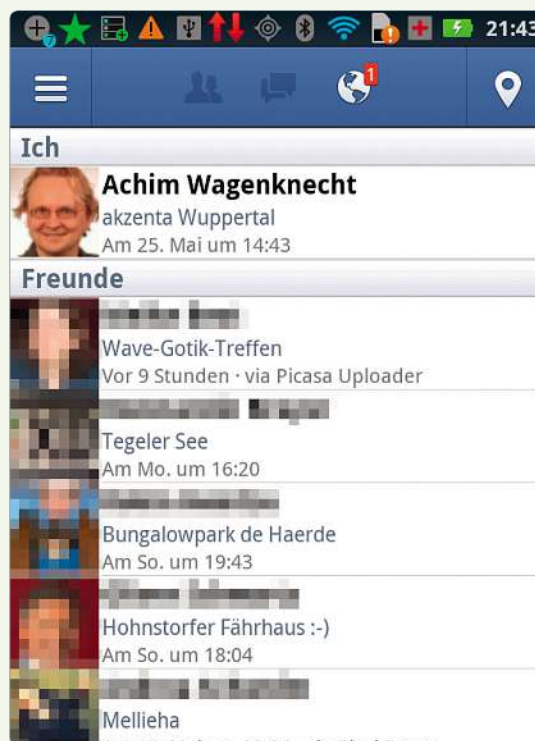 21:43
1
Ich
Achim Wagenknecht
akzenta Wuppertal
Am 25. Mai um 14:43
Freunde
Wave-Gotik-Treffen
Vor 9 Stunden · via Picasa Uploader
Tegeler See
Am Mo. um 16:20
Bungalowpark de Haerde
Am So. um 19:43
Hohnstorfer Fährhaus :-)
Am So. um 18:04
Mellieha